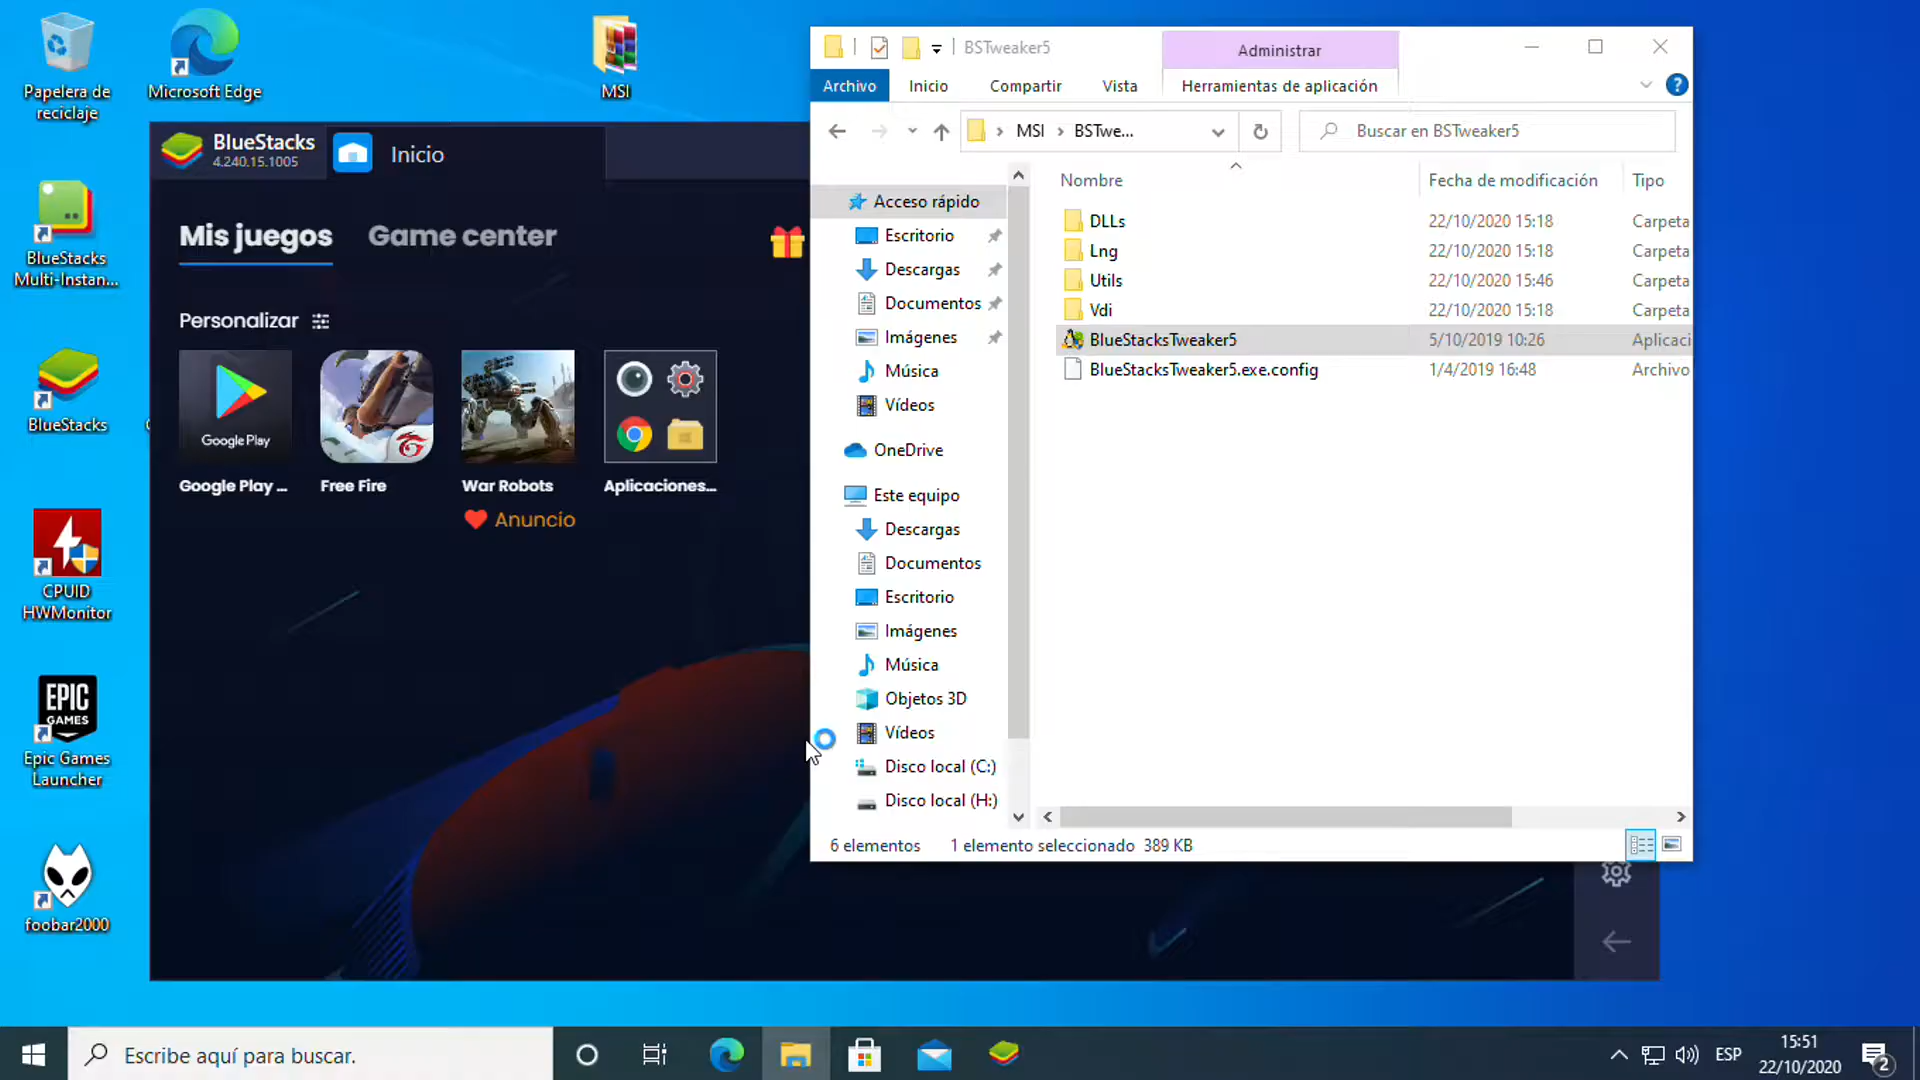 Papelera de
reciclaje
Microsoft Edge
MSI
BlueStacks
Multi-Instan...
BlueStacks
CPUID
HWMonitor
EPIC
GAMES
Epic Games
Launcher
foobar2000
BlueStacks
4.240.15.1005
Inicio
Mis juegos
Game center
Personalizar
Google Play
Google Play ...
Free Fire
War Robots
Anuncio
Aplicaciones...
BSTweaker5
Administrar
Archivo
Inicio
Compartir
Vista
Herramientas de aplicación
MSI
BSTwe...
Buscar en BSTweaker5
Acceso rápido
Escritorio
Descargas
Documentos
Imágenes
Música
Vídeos
OneDrive
Este equipo
Descargas
Documentos
Escritorio
Imágenes
Música
Objetos 3D
Vídeos
Disco local (C:)
Disco local (H:)
Nombre
Fecha de modificación
Tipo
DLLs
22/10/2020 15:18
Carpeta
Lng
22/10/2020 15:18
Carpeta
Utils
22/10/2020 15:46
Carpeta
Vdi
22/10/2020 15:18
Carpeta
BlueStacksTweaker5
5/10/2019 10:26
Aplicaci
BlueStacksTweaker5.exe.config
1/4/2019 16:48
Archivo
6 elementos
1 elemento seleccionado 389 KB
Escribe aquí para buscar.
ESP
15:51
22/10/2020
2